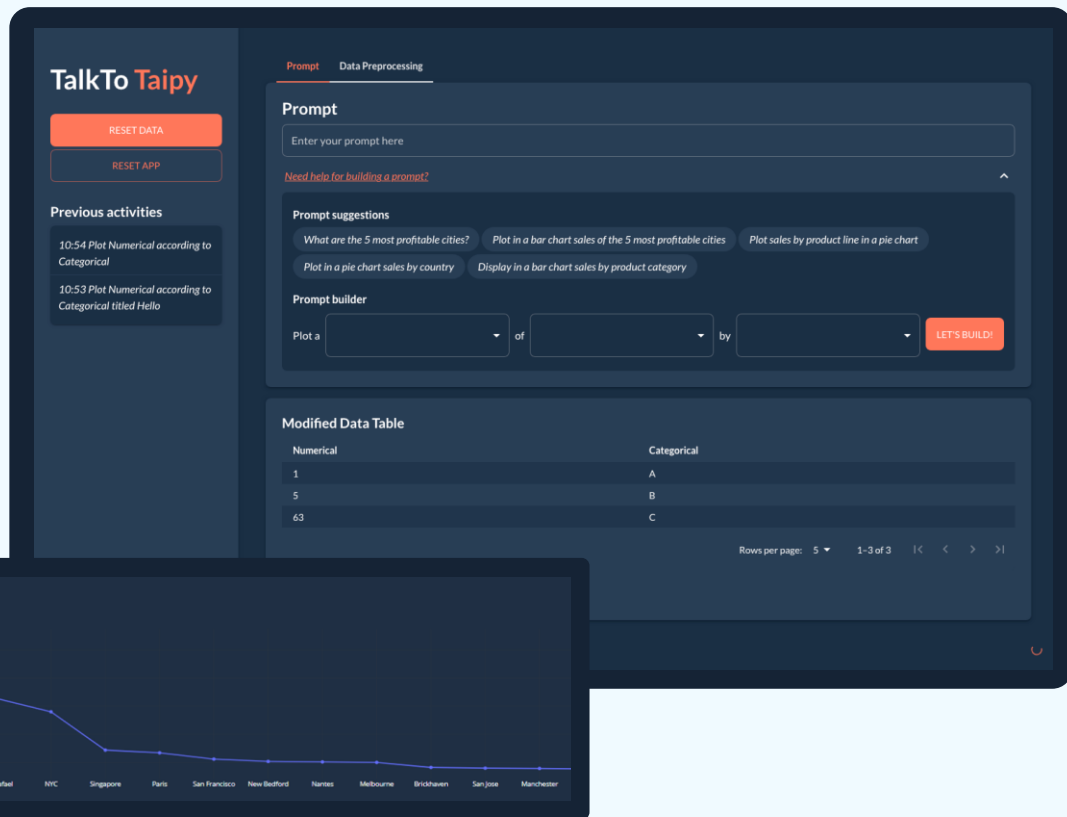 TalkTo Taipy
RESET DATA
RESET APP
Previous activities
10:54 Plot Numerical according to
Categorical
10:53 Plot Numerical according to
Categorical titled Hello
Prompt Data Preprocessing
Prompt
Enter your prompt here
Need help for building a prompt?
Prompt suggestions
What are the 5 most profitable cities? Plot in a bar chart sales of the 5 most profitable cities Plot sales by product line in a pie chart
Plot in a pie chart sales by country Display in a bar chart sales by product category
Prompt builder
Plot a of by LET'S BUILD!
Modified Data Table
Numerical Categorical
1 A
5 B
63 C
Rows per page: 5 1–3 of 3
NYC Singapore Paris San Francisco New Bedford Nantes Melbourne Brickhaven San Jose Manchester